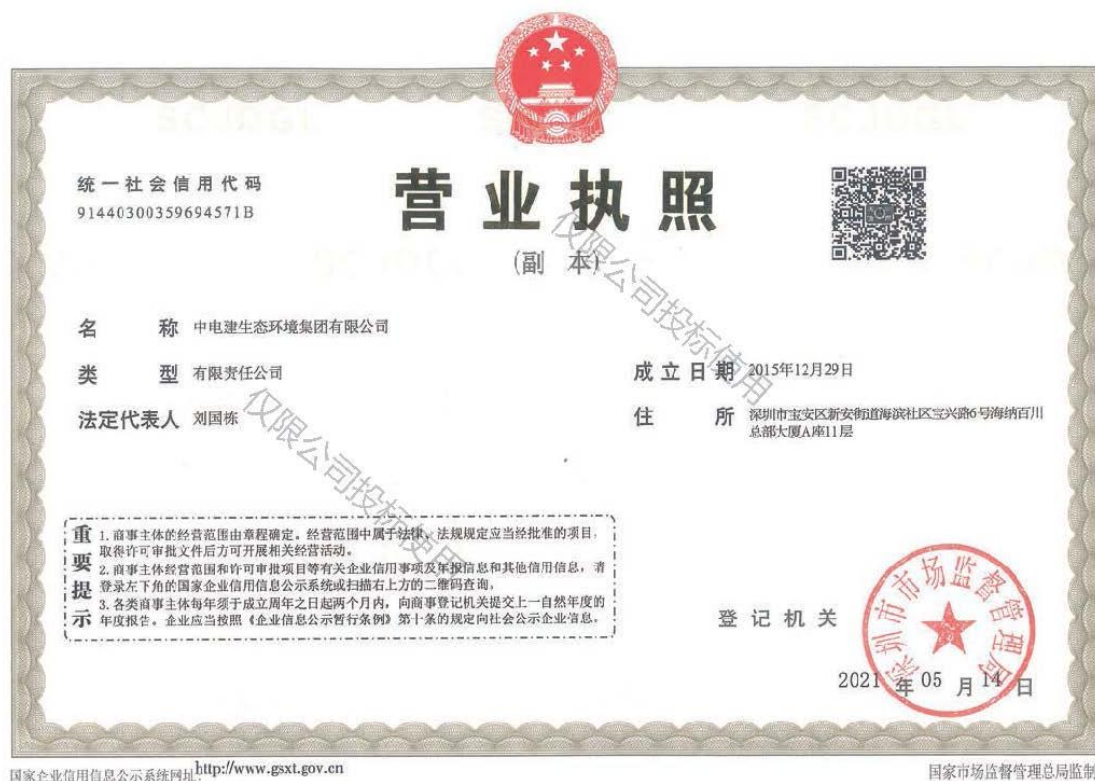 统一社会信用代码
91440300359694571B
营业执照
(副 本)
名 称 中电建生态环境集团有限公司
类 型 有限责任公司
法定代表人 刘国栋
成立日期 2015年12月29日
住 所 深圳市宝安区新安街道海滨社区宝兴路6号海纳百川
总部大厦A座11层
仅限公司投标使用
仅限公司投标使用
重要提示
1. 商事主体的经营范围由章程确定。经营范围中属于法律、法规规定应当经批准的项目,
取得许可审批文件后方可开展相关经营活动。
2. 商事主体经营范围和许可审批项目等有关企业信用事项及年报信息和其他信用信息,请
登录左下角的国家企业信用信息公示系统或扫描右上方的二维码查询。
3. 各类商事主体每年须于成立周年之日起两个月内,向商事登记机关提交上一自然年度的
年度报告。企业应当按照《企业信息公示暂行条例》第十条的规定向社会公示企业信息。
登记机关
深圳市市场监督管理局
2021 年 05 月 14 日
国家企业信用信息公示系统网址:http://www.gsxt.gov.cn
国家市场监督管理总局监制